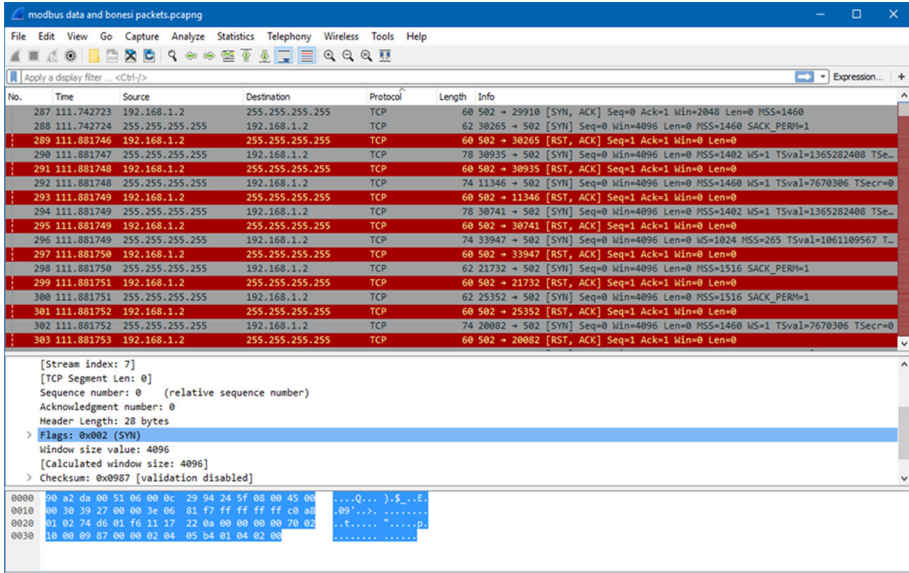 modbus data and bonesi packets.pcapng
File Edit View Go Capture Analyze Statistics Telephony Wireless Tools Help
Apply a display filter ... <Ctrl-/> Expression... +
No. Time Source Destination Protocol Length Info
287 111.742723 192.168.1.2 255.255.255.255 TCP 60 502 → 29910 [SYN, ACK] Seq=0 Ack=1 Win=2048 Len=0 MSS=1460
288 111.742724 255.255.255.255 192.168.1.2 TCP 62 30265 → 502 [SYN] Seq=0 Win=4096 Len=0 MSS=1460 SACK_PERM=1
289 111.881746 192.168.1.2 255.255.255.255 TCP 60 502 → 30265 [RST, ACK] Seq=1 Ack=1 Win=0 Len=0
290 111.881747 255.255.255.255 192.168.1.2 TCP 78 30935 → 502 [SYN] Seq=0 Win=4096 Len=0 MSS=1402 WS=1 TSval=1365282408 TSe…
291 111.881748 192.168.1.2 255.255.255.255 TCP 60 502 → 30935 [RST, ACK] Seq=1 Ack=1 Win=0 Len=0
292 111.881748 255.255.255.255 192.168.1.2 TCP 74 11346 → 502 [SYN] Seq=0 Win=4096 Len=0 MSS=1460 WS=1 TSval=7670306 TSecr=0
293 111.881749 192.168.1.2 255.255.255.255 TCP 60 502 → 11346 [RST, ACK] Seq=1 Ack=1 Win=0 Len=0
294 111.881749 255.255.255.255 192.168.1.2 TCP 78 30741 → 502 [SYN] Seq=0 Win=4096 Len=0 MSS=1402 WS=1 TSval=1365282408 TSe…
295 111.881749 192.168.1.2 255.255.255.255 TCP 60 502 → 30741 [RST, ACK] Seq=1 Ack=1 Win=0 Len=0
296 111.881749 255.255.255.255 192.168.1.2 TCP 74 33947 → 502 [SYN] Seq=0 Win=4096 Len=0 WS=1024 MSS=265 TSval=1061109567 T…
297 111.881750 192.168.1.2 255.255.255.255 TCP 60 502 → 33947 [RST, ACK] Seq=1 Ack=1 Win=0 Len=0
298 111.881750 255.255.255.255 192.168.1.2 TCP 62 21732 → 502 [SYN] Seq=0 Win=4096 Len=0 MSS=1516 SACK_PERM=1
299 111.881751 192.168.1.2 255.255.255.255 TCP 60 502 → 21732 [RST, ACK] Seq=1 Ack=1 Win=0 Len=0
300 111.881751 255.255.255.255 192.168.1.2 TCP 62 25352 → 502 [SYN] Seq=0 Win=4096 Len=0 MSS=1516 SACK_PERM=1
301 111.881752 192.168.1.2 255.255.255.255 TCP 60 502 → 25352 [RST, ACK] Seq=1 Ack=1 Win=0 Len=0
302 111.881752 255.255.255.255 192.168.1.2 TCP 74 20082 → 502 [SYN] Seq=0 Win=4096 Len=0 MSS=1460 WS=1 TSval=7670306 TSecr=0
303 111.881753 192.168.1.2 255.255.255.255 TCP 60 502 → 20082 [RST, ACK] Seq=1 Ack=1 Win=0 Len=0
[Stream index: 7]
[TCP Segment Len: 0]
Sequence number: 0 (relative sequence number)
Acknowledgment number: 0
Header Length: 28 bytes
> Flags: 0x002 (SYN)
Window size value: 4096
[Calculated window size: 4096]
> Checksum: 0x0987 [validation disabled]
0000 90 a2 da 00 51 06 00 0c 29 94 24 5f 08 00 45 00 ....Q... ).$_..E.
0010 00 30 39 27 00 00 3e 06 81 f7 ff ff ff ff c0 a8 .09'..>. ........
0020 01 02 74 d6 01 f6 11 17 22 0a 00 00 00 00 70 02 ..t..... ".....p.
0030 10 00 09 87 00 00 02 04 05 b4 01 04 02 00 ........ ......